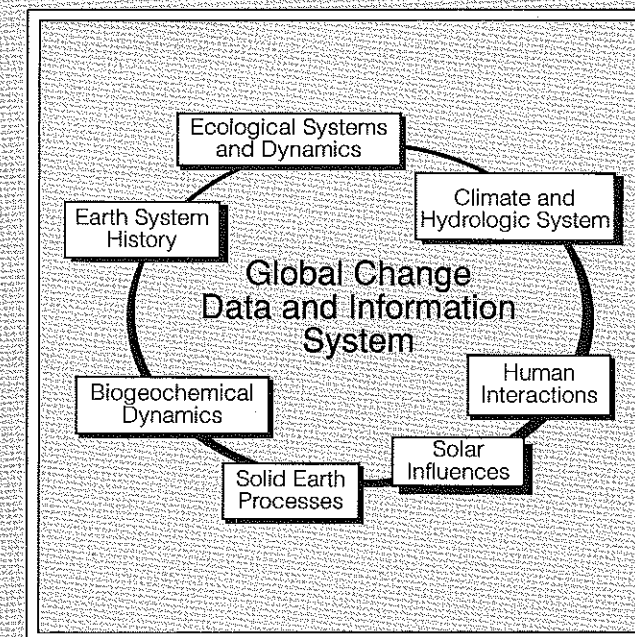 Ecological Systems
and Dynamics
Climate and
Hydrologic System
Earth System
History
Global Change
Data and Information
System
Human
Interactions
Biogeochemical
Dynamics
Solar
Influences
Solid Earth
Processes